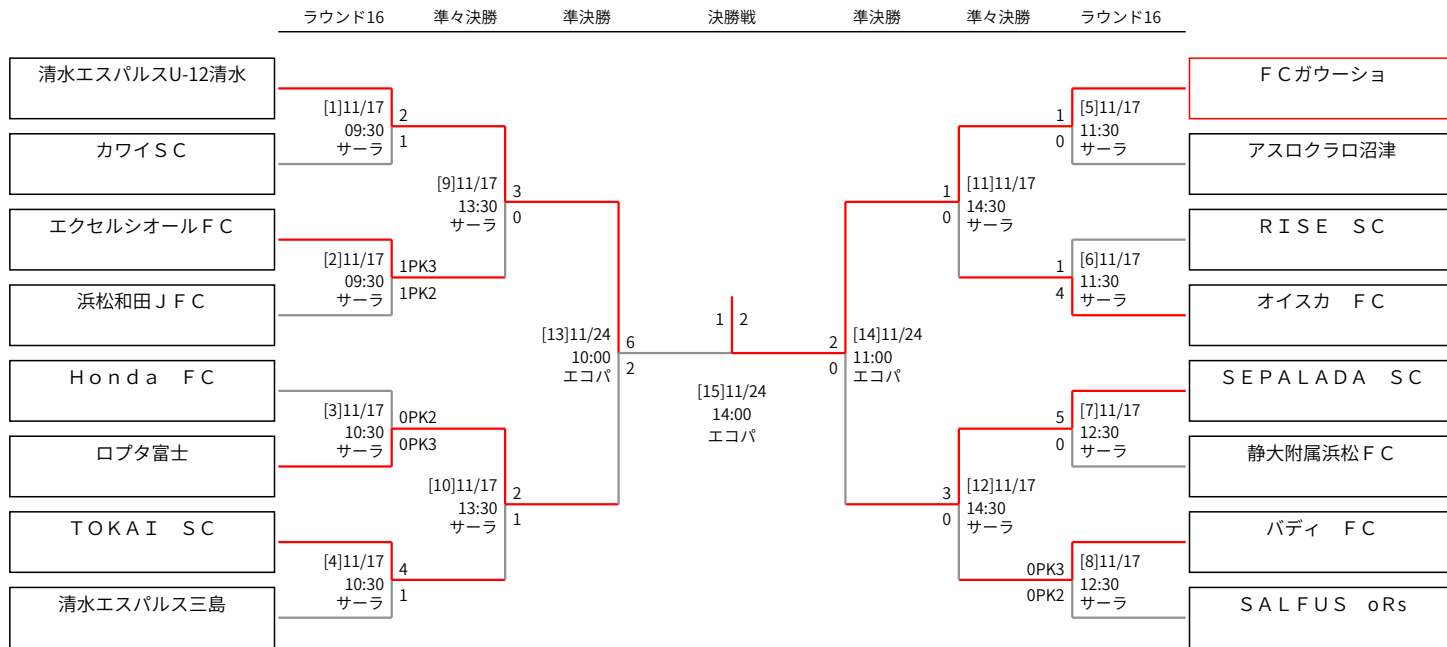 ラウンド16 準々決勝 準決勝 決勝戦 準決勝 準々決勝 ラウンド16
清水エスパルスU-12清水
カワイＳＣ
エクセルシオールＦＣ
浜松和田ＪＦＣ
Ｈｏｎｄａ　ＦＣ
ロプタ富士
ＴＯＫＡＩ　ＳＣ
清水エスパルス三島
[1]11/17
09:30
サーラ
2
1
[2]11/17
09:30
サーラ
1PK3
1PK2
[3]11/17
10:30
サーラ
0PK2
0PK3
[4]11/17
10:30
サーラ
4
1
[9]11/17
13:30
サーラ
3
0
[10]11/17
13:30
サーラ
2
1
[13]11/24
10:00
エコパ
6
2
1 2
[15]11/24
14:00
エコパ
2
0
[14]11/24
11:00
エコパ
1
0
[11]11/17
14:30
サーラ
3
0
[12]11/17
14:30
サーラ
1
0
[5]11/17
11:30
サーラ
1
4
[6]11/17
11:30
サーラ
5
0
[7]11/17
12:30
サーラ
0PK3
0PK2
[8]11/17
12:30
サーラ
ＦＣガウーショ
アスロクラロ沼津
ＲＩＳＥ　ＳＣ
オイスカ　ＦＣ
ＳＥＰＡＬＡＤＡ　ＳＣ
静大附属浜松ＦＣ
バディ　ＦＣ
ＳＡＬＦＵＳ　ｏＲｓ